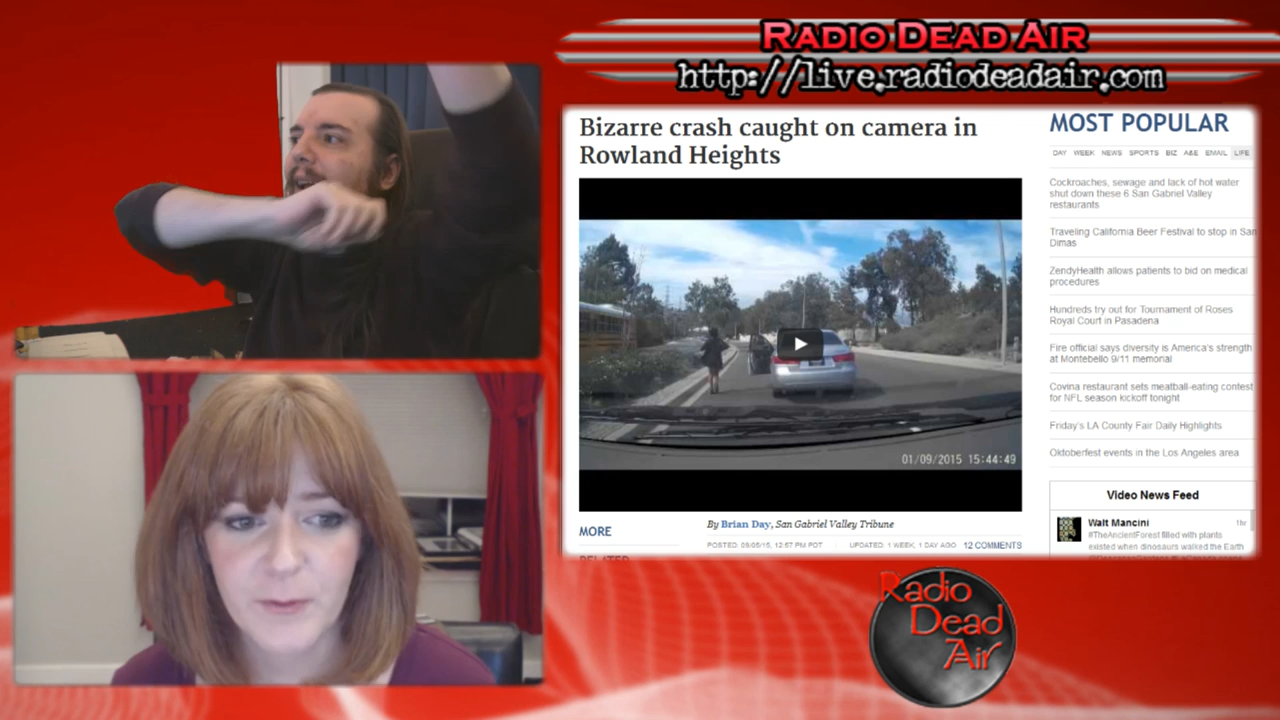 RADIO DEAD AIR
http://live.radiodeadair.com
Bizarre crash caught on camera in
Rowland Heights
01/09/2015 15:44:49
MORE
By Brian Day, San Gabriel Valley Tribune
POSTED: 09/05/15, 12:57 PM PDT
UPDATED: 1 WEEK, 1 DAY AGO
12 COMMENTS
RELATED
MOST POPULAR
DAY WEEK NEWS SPORTS BIZ A&E EMAIL LIFE
Cockroaches, sewage and lack of hot water
shut down these 6 San Gabriel Valley
restaurants
Traveling California Beer Festival to stop in San
Dimas
ZendyHealth allows patients to bid on medical
procedures
Hundreds try out for Tournament of Roses
Royal Court in Pasadena
Fire official says diversity is America's strength
at Montebello 9/11 memorial
Covina restaurant sets meatball-eating contest
for NFL season kickoff tonight
Friday's LA County Fair Daily Highlights
Oktoberfest events in the Los Angeles area
Video News Feed
Walt Mancini 1hr
#TheAncientForest filled with plants
existed when dinosaurs walked the Earth
Radio
Dead
Air